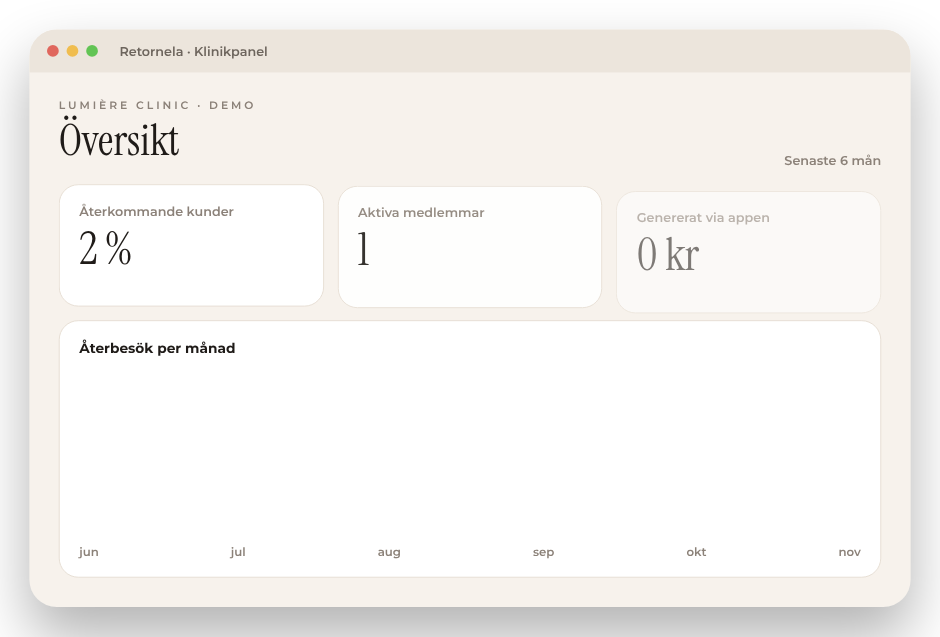 Retornela · Klinikpanel
LUMIÈRE CLINIC · DEMO
Översikt
Senaste 6 mån
Återkommande kunder
2 %
Aktiva medlemmar
1
Genererat via appen
0 kr
Återbesök per månad
jun jul aug sep okt nov